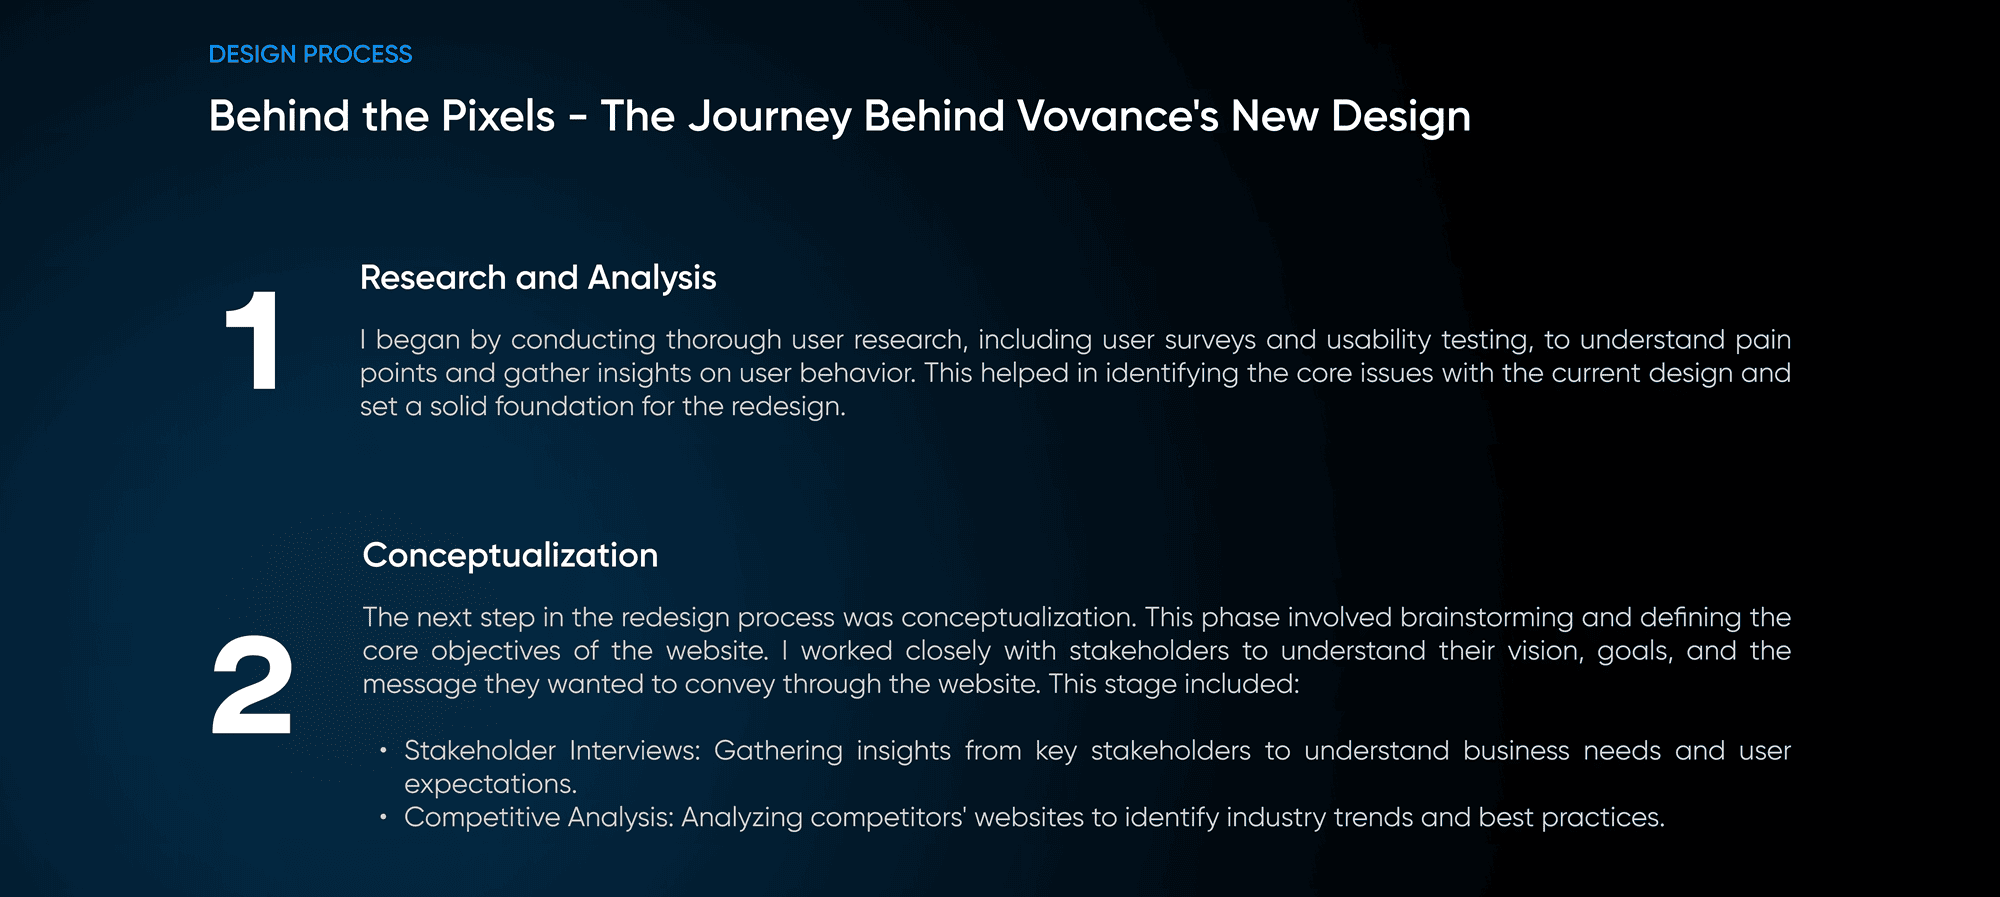 DESIGN PROCESS
Behind the Pixels - The Journey Behind Vovance's New Design
1
Research and Analysis
I began by conducting thorough user research, including user surveys and usability testing, to understand pain
points and gather insights on user behavior. This helped in identifying the core issues with the current design and
set a solid foundation for the redesign.
2
Conceptualization
The next step in the redesign process was conceptualization. This phase involved brainstorming and defining the
core objectives of the website. I worked closely with stakeholders to understand their vision, goals, and the
message they wanted to convey through the website. This stage included:
• Stakeholder Interviews: Gathering insights from key stakeholders to understand business needs and user
expectations.
• Competitive Analysis: Analyzing competitors' websites to identify industry trends and best practices.